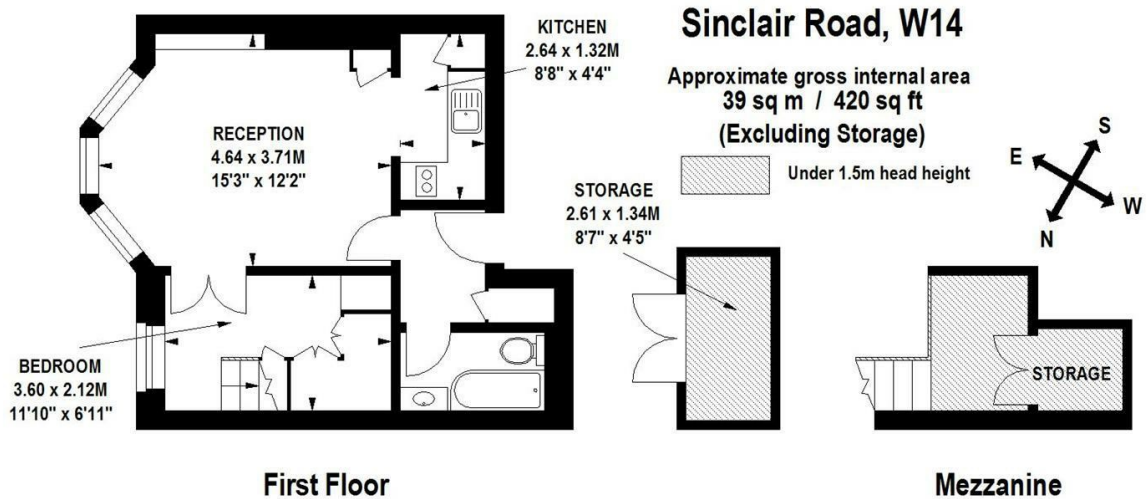 Sinclair Road, W14
Approximate gross internal area
39 sq m / 420 sq ft
(Excluding Storage)
Under 1.5m head height
KITCHEN
2.64 x 1.32M
8'8" x 4'4"
RECEPTION
4.64 x 3.71M
15'3" x 12'2"
STORAGE
2.61 x 1.34M
8'7" x 4'5"
S
E
W
N
BEDROOM
3.60 x 2.12M
11'10" x 6'11"
STORAGE
First Floor
Mezzanine